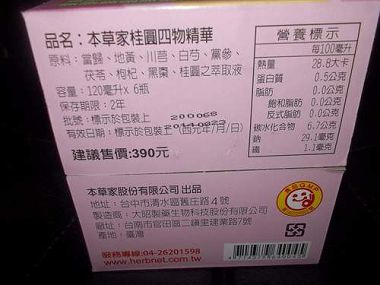 品名：本草家桂圓四物精華
原料：當歸、地黃、川芎、白芍、黨參、
茯苓、枸杞、黑棗、桂圓之萃取液
容量：120毫升X 6瓶
保存期限：2年
批號：標示於包裝上 200068
有效日期：標示於包裝上(西元年/月/日)
建議售價：390元
營養標示
每100毫升
熱量 28.8大卡
蛋白質 0.5公克
脂肪 0.0公克
飽和脂肪 0.0公克
反式脂肪 0.0公克
碳水化合物 6.7公克
鈉 29.1毫克
鐵 1.1毫克
本草家股份有限公司 出品
地址：台中市清水區舊庄路4號
製造商：大昭製藥生物科技股份有限公司
廠址：台南市官田區二鎮里建業路7號
產地：臺灣
服務專線:04-26201598
www.herbnet.com.tw